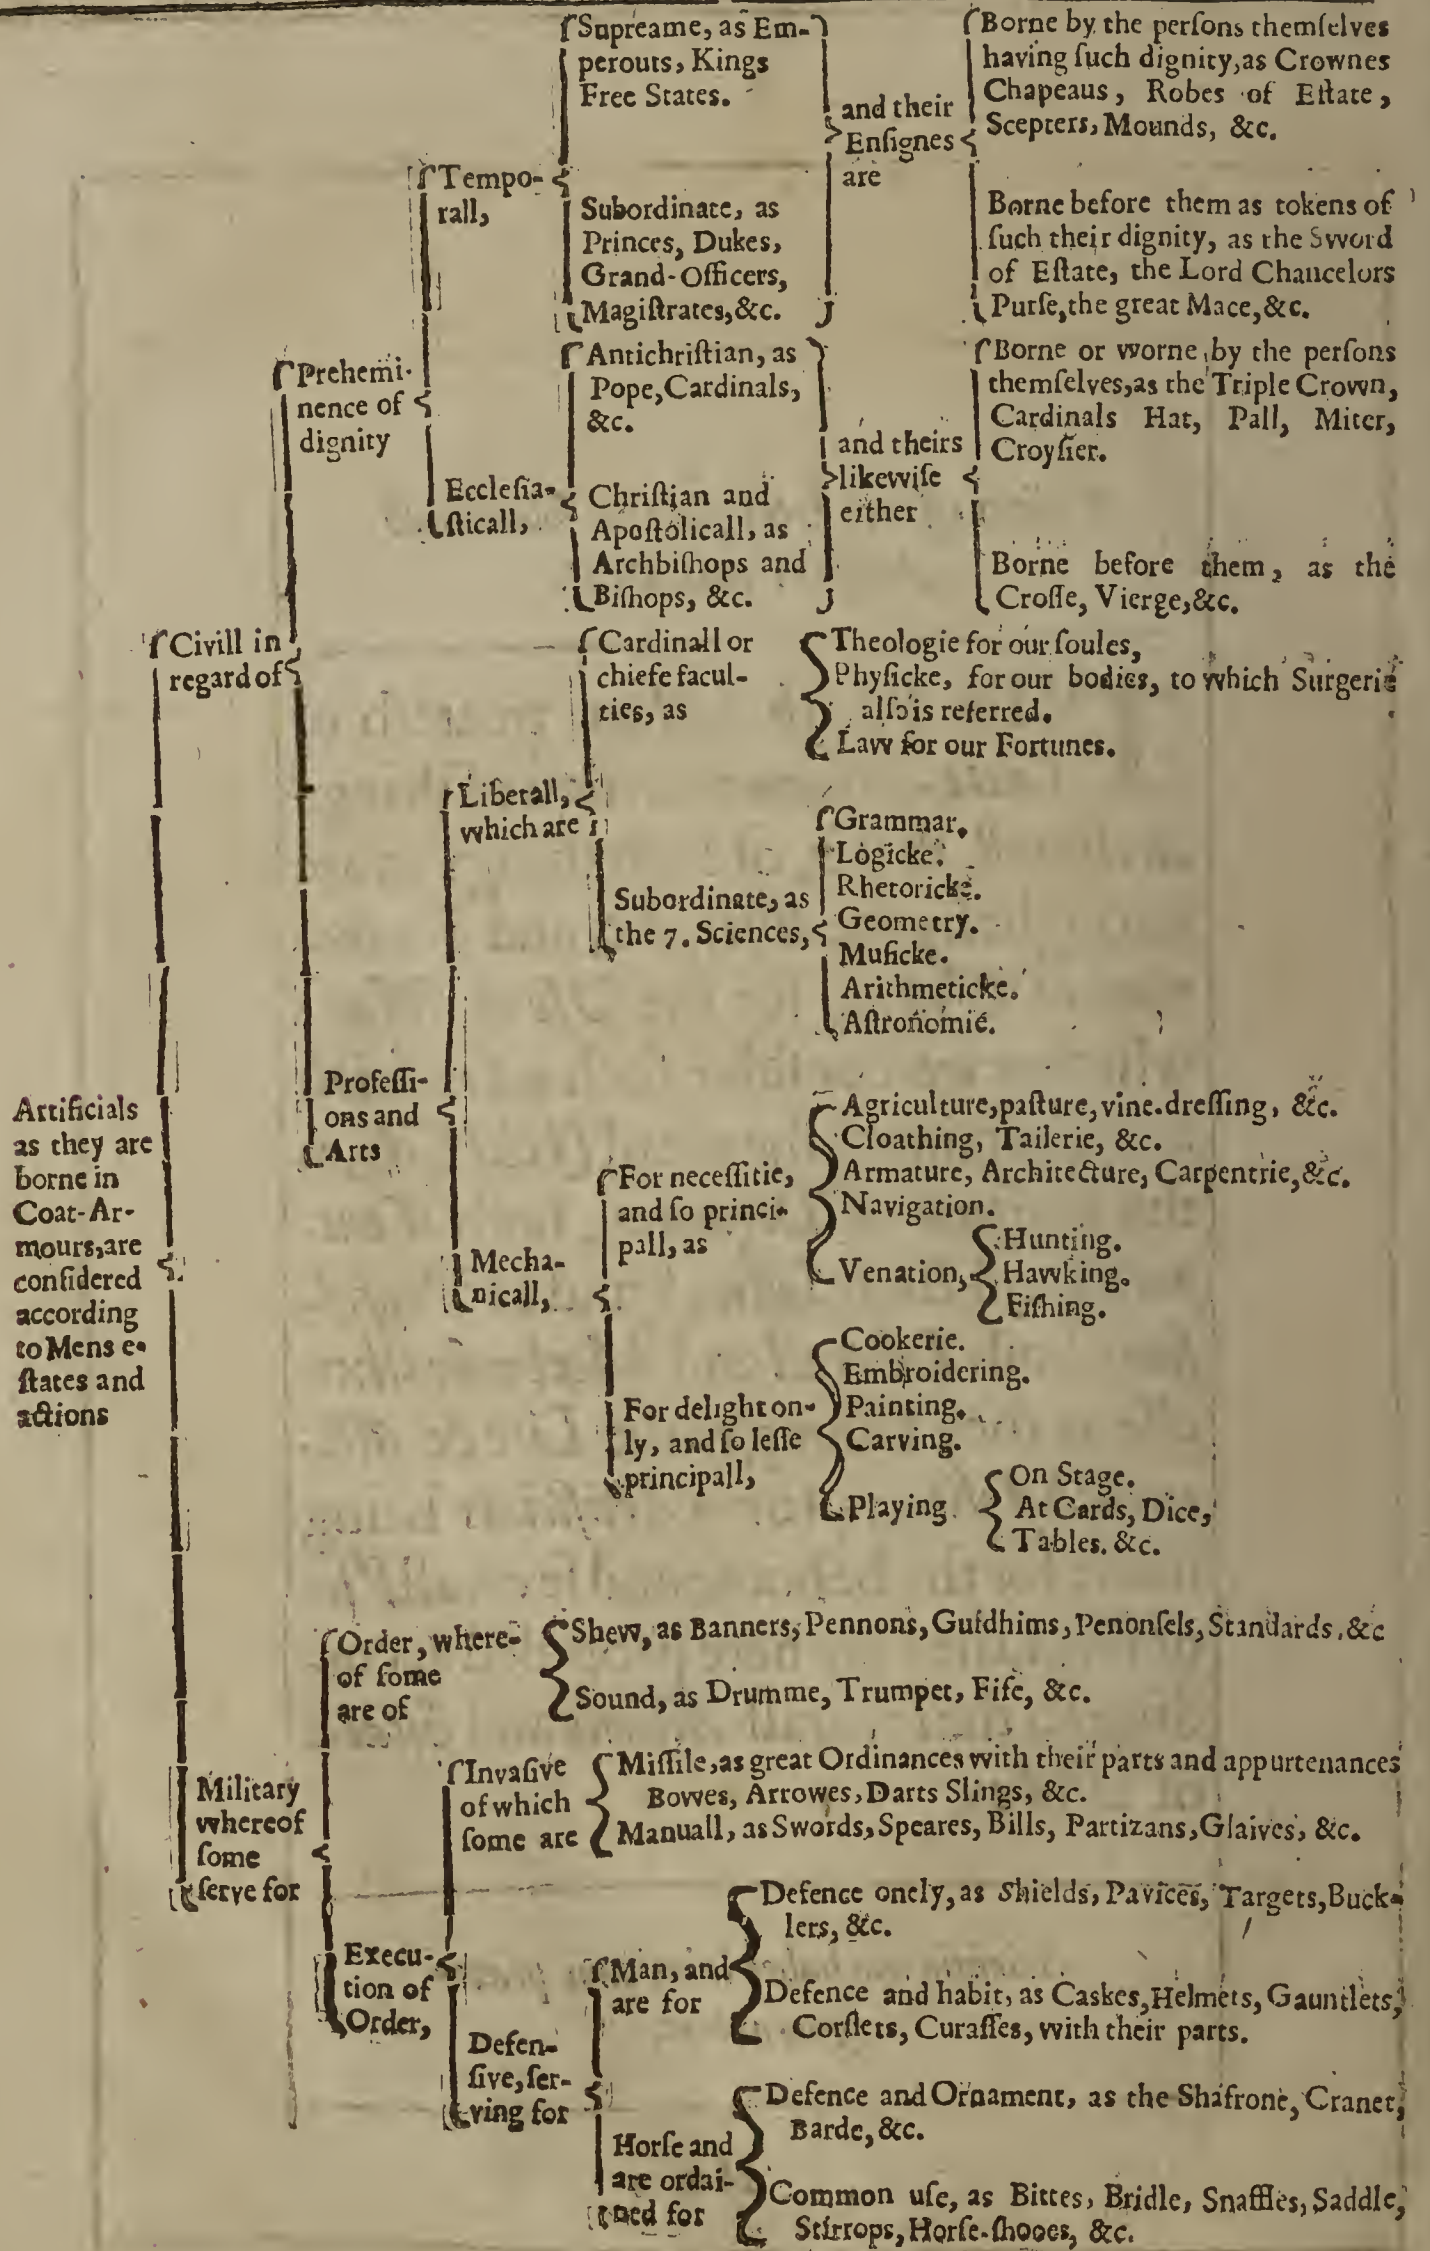 Artificials
as they are
borne in
Coat-Ar-
mours,are
conſidered
according
to Mens e-
ſtates and
actions
Civill in
regard of
Prehemi-
nence of
dignity
Tempo-
rall,
Supreame, as Em-
perouts, Kings
Free States.
Subordinate, as
Princes, Dukes,
Grand-Officers,
Magiſtrates,&c.
and their
Enſignes
are
Borne by the perſons themſelves
having ſuch dignity,as Crownes
Chapeaus, Robes of Eſtate,
Scepters, Mounds, &c.
Borne before them as tokens of
ſuch their dignity, as the Sword
of Eſtate, the Lord Chancelors
Purſe,the great Mace,&c.
Eccleſia-
ſticall,
Antichriſtian, as
Pope,Cardinals,
&c.
Chriſtian and
Apoſtolicall, as
Archbiſhops and
Biſhops, &c.
and theirs
likewiſe
either
Borne or worne by the perſons
themſelves,as the Triple Crown,
Cardinals Hat, Pall, Miter,
Croyſier.
Borne before them, as the
Croſſe, Vierge,&c.
Profeſſi-
ons and
Arts
Liberall,
which are
Cardinall or
chiefe facul-
ties, as
Theologie for our ſoules,
Phyſicke, for our bodies, to which Surgerie
alſo is referred.
Law for our Fortunes.
Subordinate, as
the 7. Sciences,
Grammar.
Logicke.
Rhetoricke.
Geometry.
Muſicke.
Arithmeticke.
Aſtronomie.
Mecha-
nicall,
For neceſſitie,
and ſo princi-
pall, as
Agriculture,paſture,vine-dreſſing, &c.
Cloathing, Tailerie, &c.
Armature, Architecture, Carpentrie,&c.
Navigation.
Venation,
Hunting.
Hawking.
Fiſhing.
For delight on-
ly, and ſo leſſe
principall,
Cookerie.
Embroidering.
Painting.
Carving.
Playing
On Stage.
At Cards, Dice,
Tables. &c.
Military
whereof
ſome
ſerve for
Order, where-
of ſome
are of
Shew, as Banners, Pennons, Guidhims, Penonſels, Standards, &c
Sound, as Drumme, Trumpet, Fife, &c.
Execu-
tion of
Order,
Invaſive
of which
ſome are
Miſſile,as great Ordinances with their parts and appurtenances
Bowes, Arrowes, Darts Slings, &c.
Manuall, as Swords, Speares, Bills, Partizans, Glaives, &c.
Defen-
ſive, ſer-
ving for
Man, and
are for
Defence onely, as Shields, Pavices, Targets,Buck-
lers, &c.
Defence and habit, as Caskes,Helmets, Gauntlets,
Corſlets, Curaſſes, with their parts.
Horſe and
are ordai-
ned for
Defence and Ornament, as the Shafrone, Cranet,
Barde, &c.
Common uſe, as Bittes, Bridle, Snaffles, Saddle,
Stirrops, Horſe-ſhooes, &c.